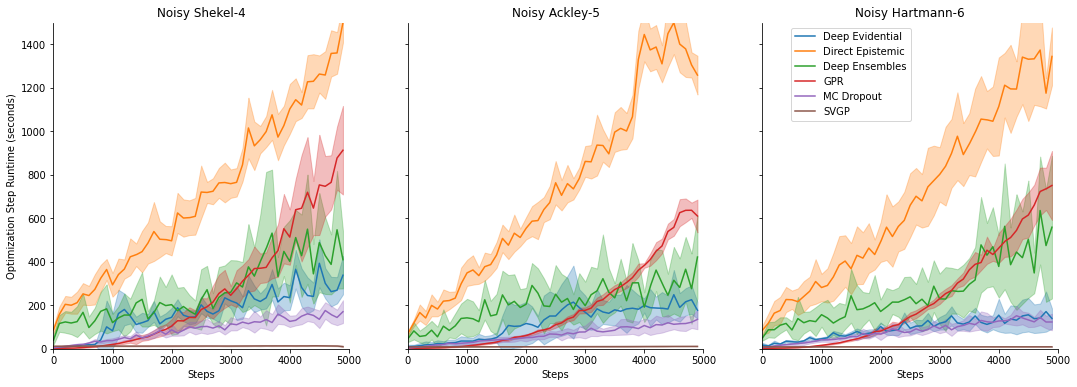 Noisy Shekel-4
Noisy Ackley-5
Noisy Hartmann-6
Optimization Step Runtime (seconds)
1400
1200
1000
800
600
400
200
0
0 1000 2000 3000 4000 5000
0 1000 2000 3000 4000 5000
0 1000 2000 3000 4000 5000
Steps
Steps
Steps
Deep Evidential
Direct Epistemic
Deep Ensembles
GPR
MC Dropout
SVGP